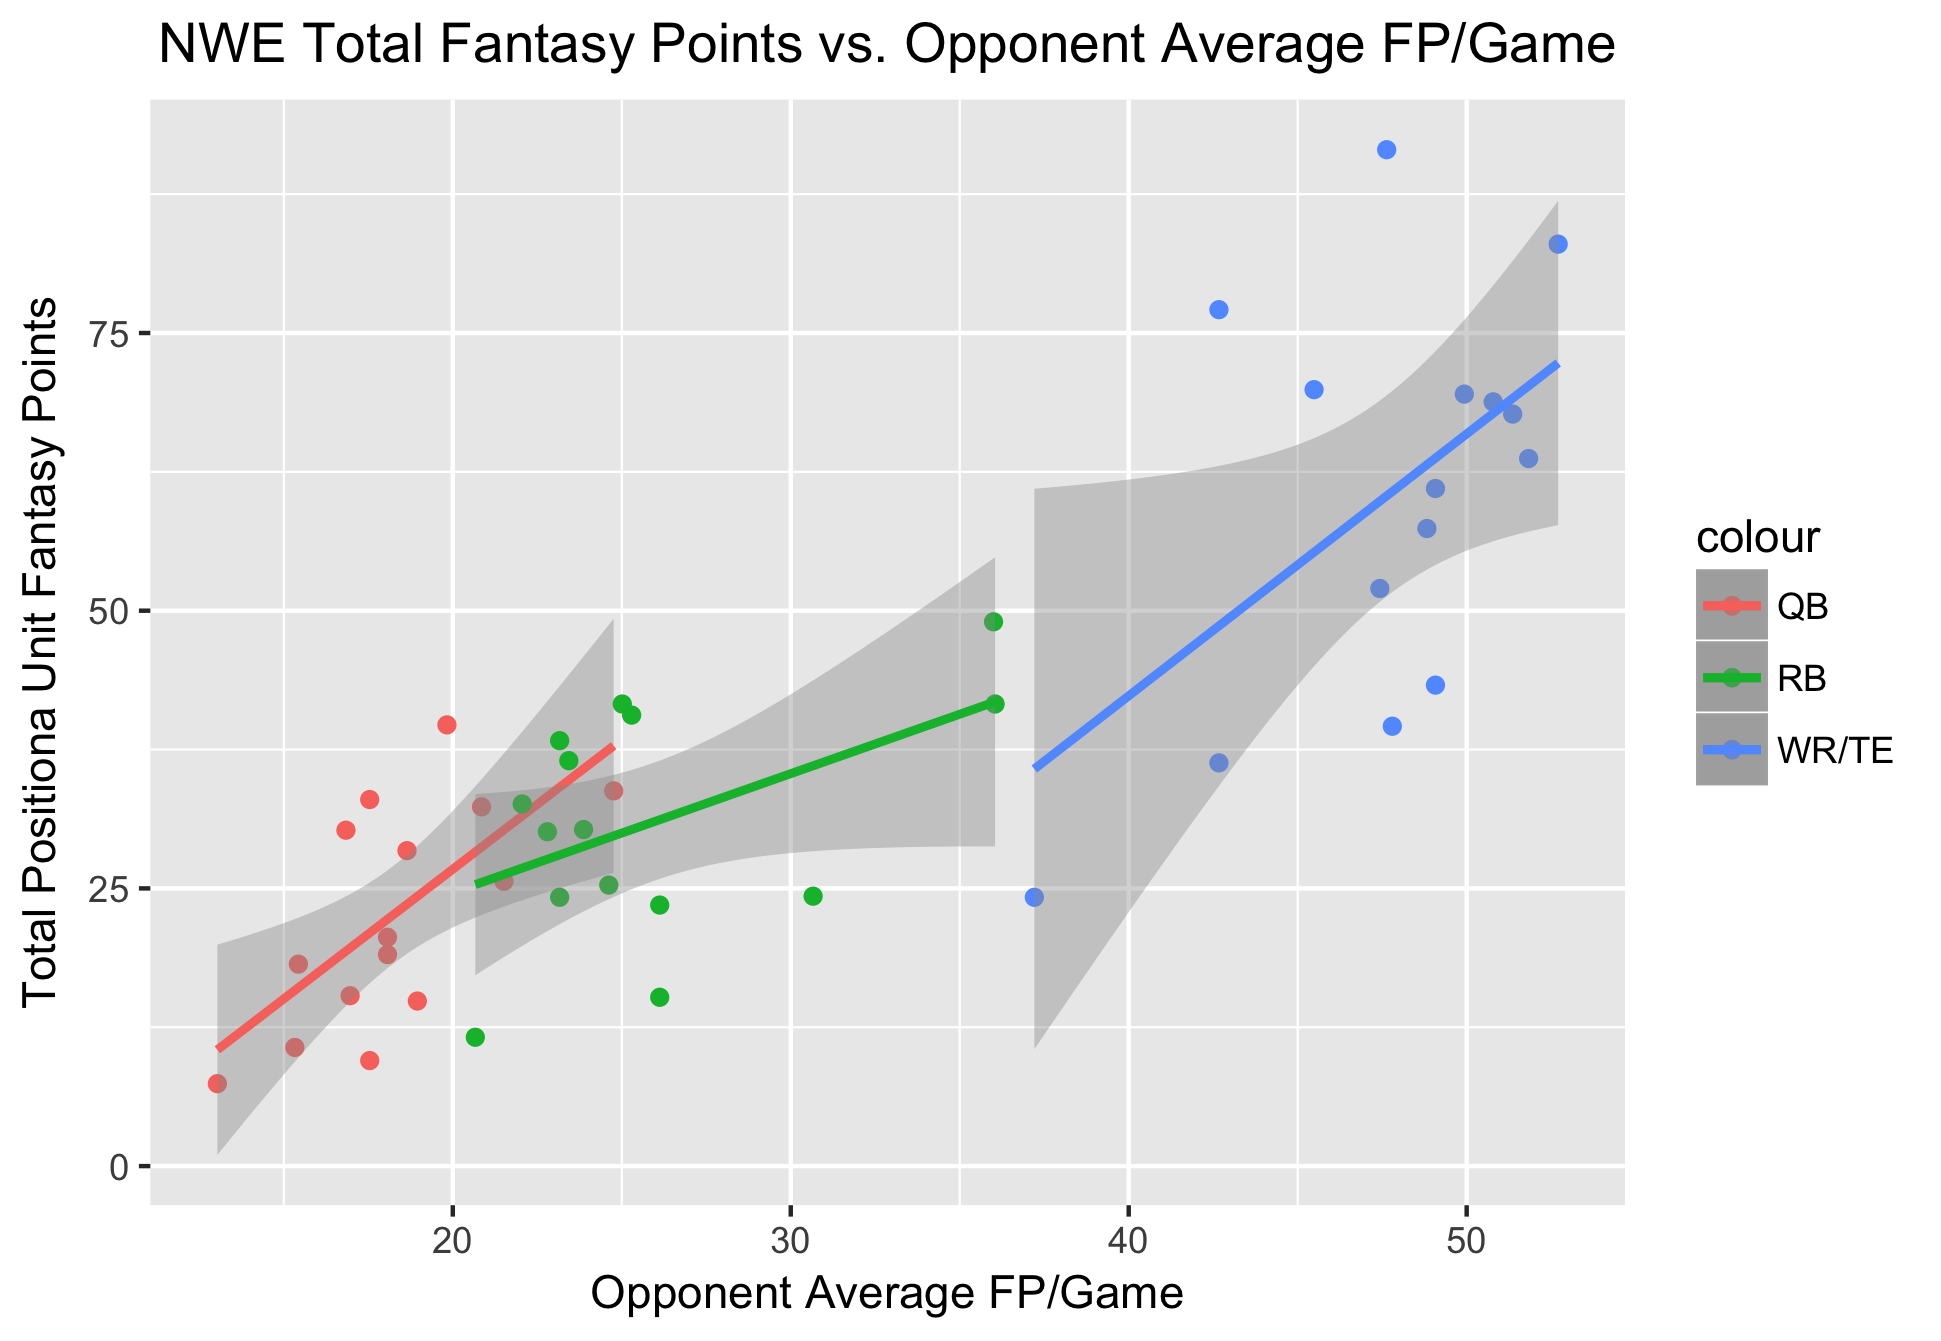 NWE Total Fantasy Points vs. Opponent Average FP/Game
Total Positiona Unit Fantasy Points
75
50
25
0
20 30 40 50
Opponent Average FP/Game
colour
QB
RB
WR/TE